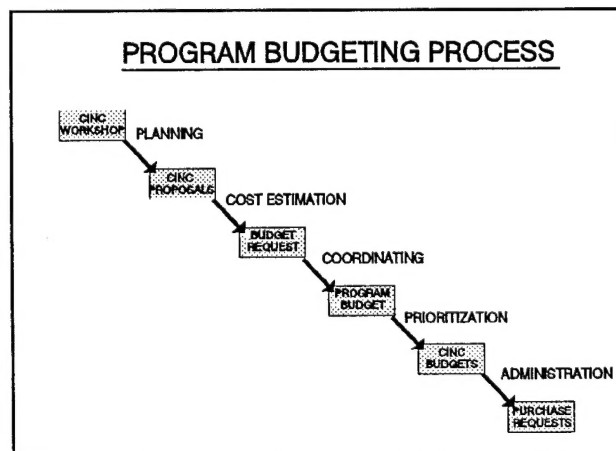 PROGRAM BUDGETING PROCESS
CINC
WORKSHOP
PLANNING
CINC
PROPOSALS
COST ESTIMATION
BUDGET
REQUEST
COORDINATING
PROGRAM
BUDGET
PRIORITIZATION
CINC
BUDGETS
ADMINISTRATION
PURCHASE
REQUESTS